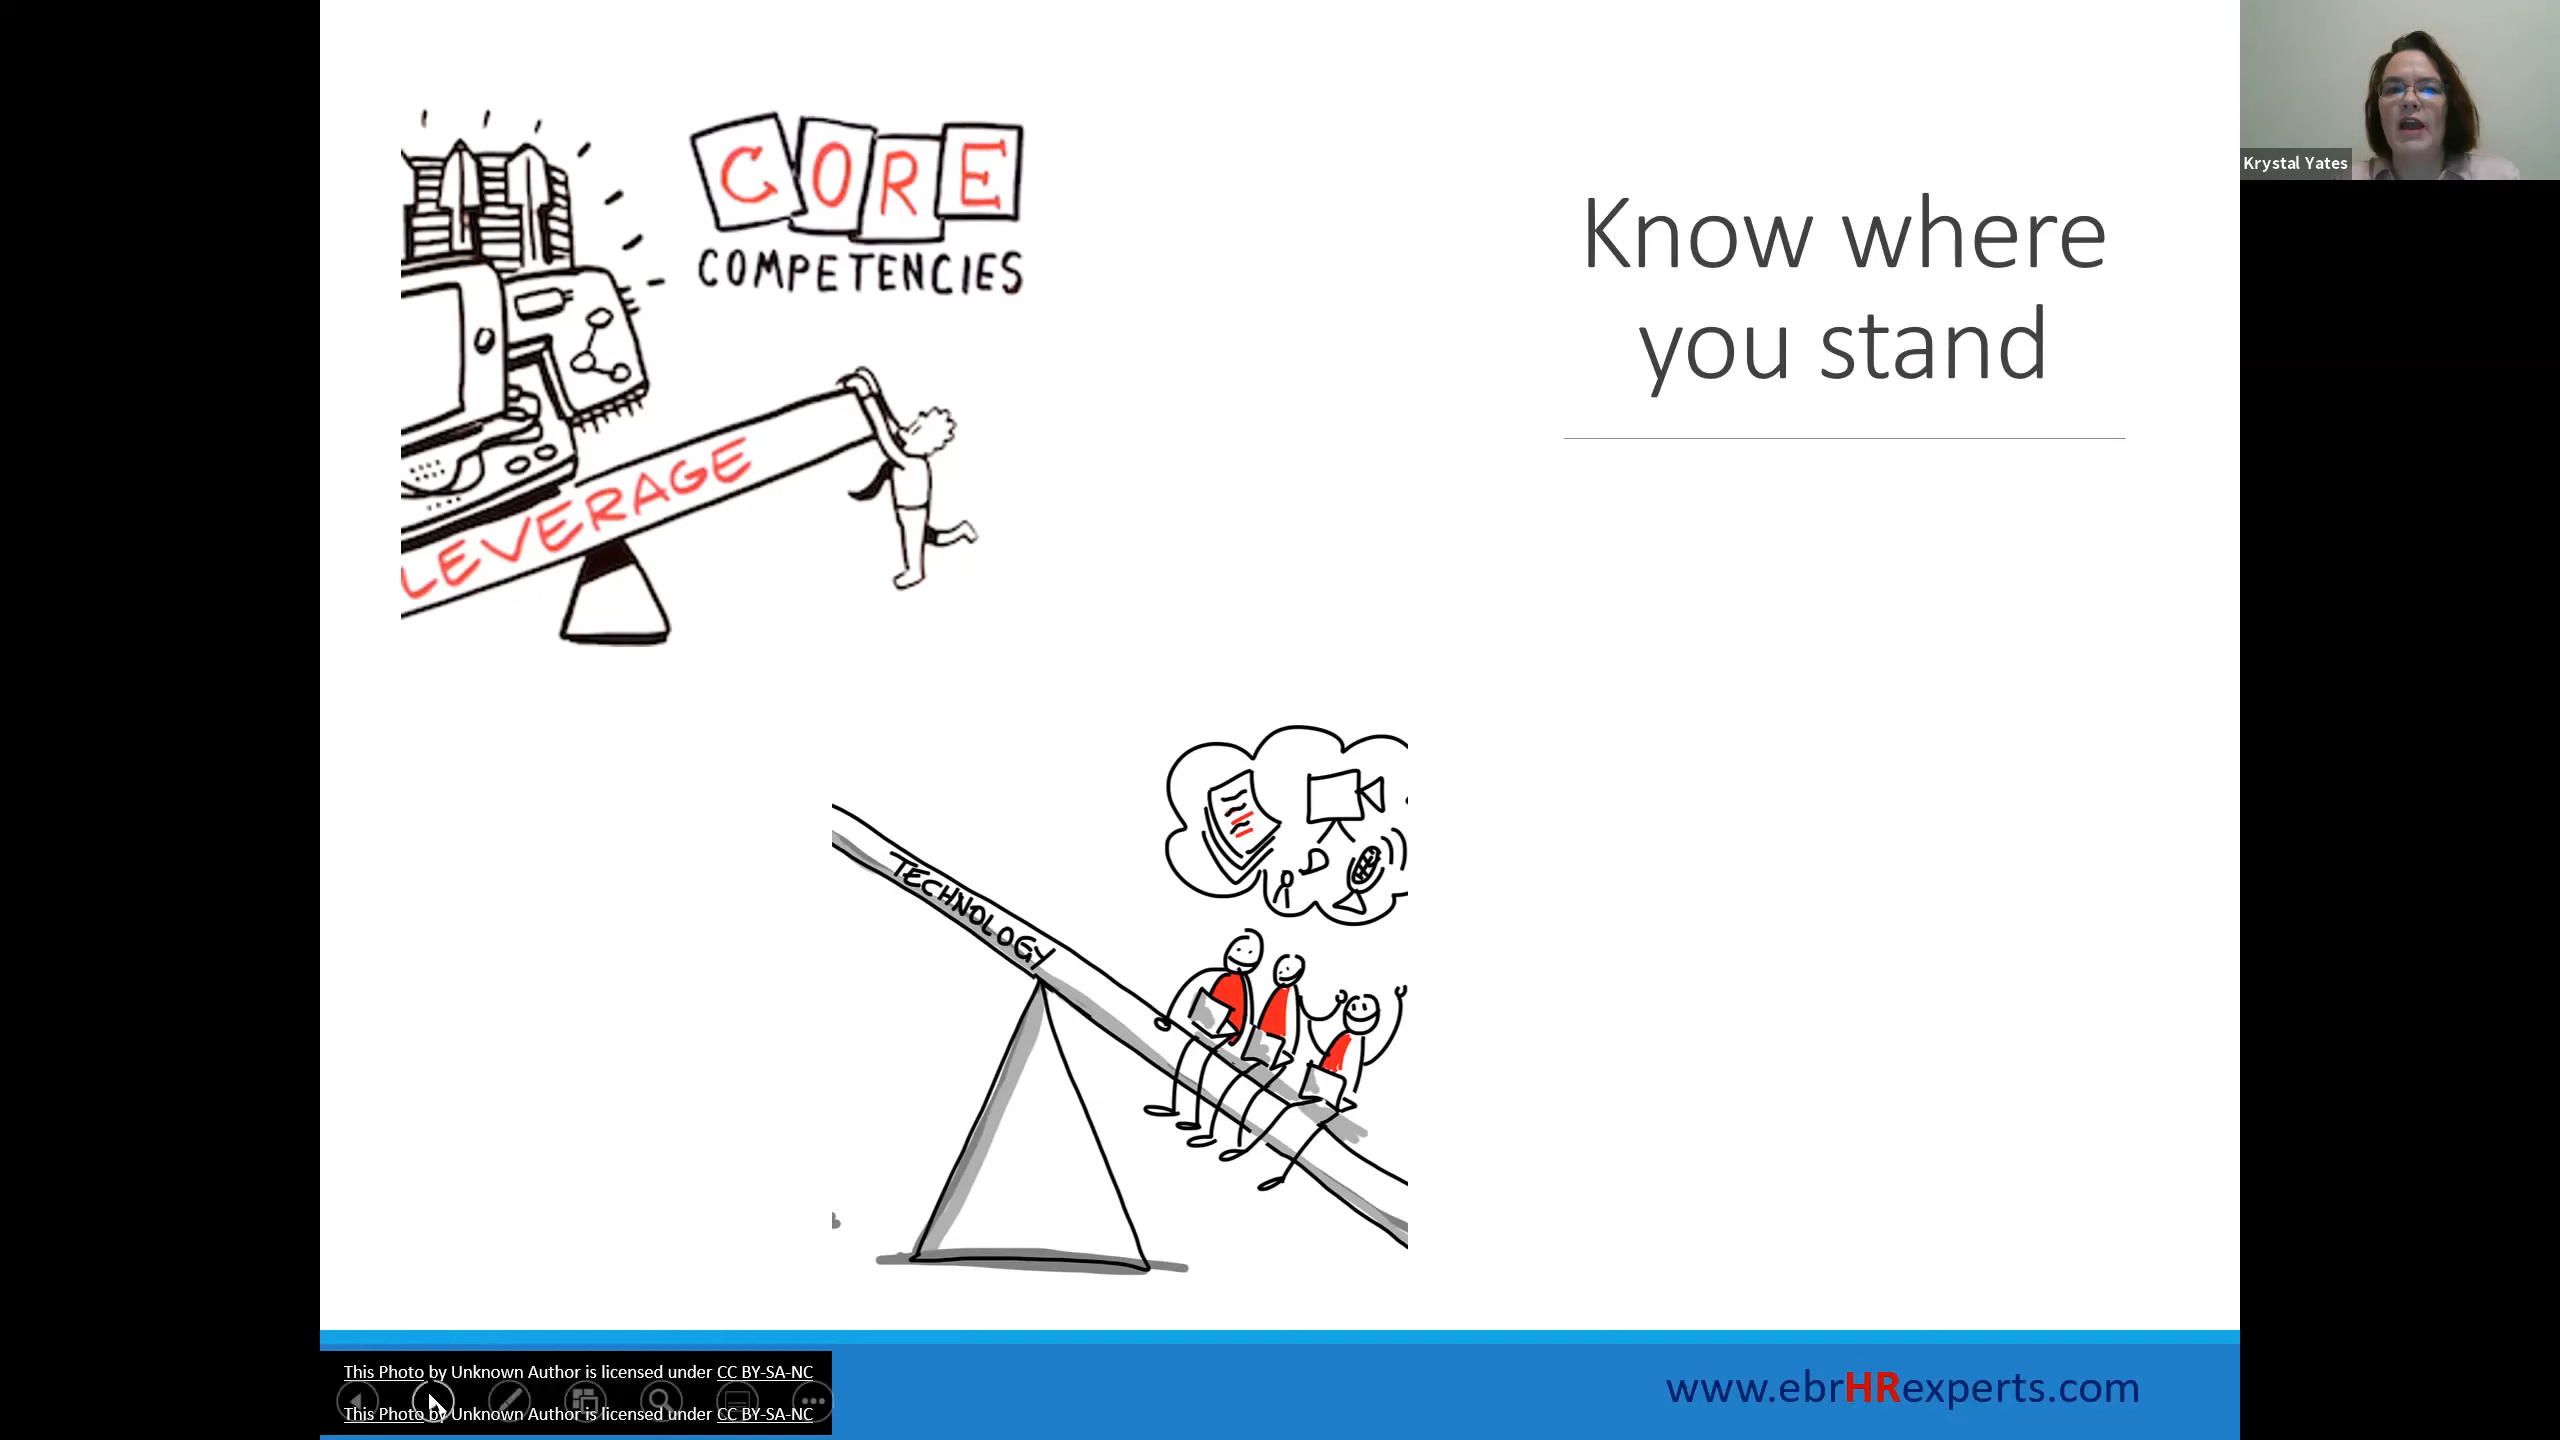 CORE
COMPETENCIES
LEVERAGE
Know where
you stand
Krystal Yates
TECHNOLOGY
This Photo by Unknown Author is licensed under CC BY-SA-NC
This Photo by Unknown Author is licensed under CC BY-SA-NC
www.ebrHRexperts.com